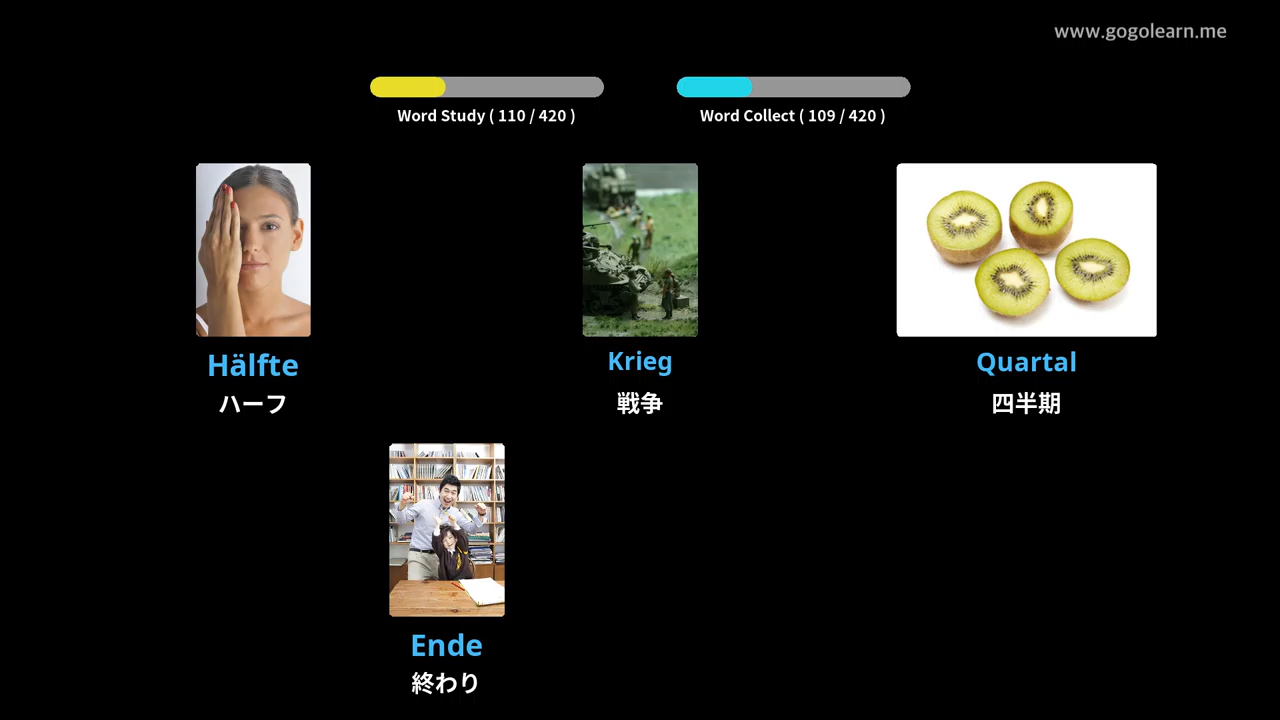 www.gogolearn.me
Word Study ( 110 / 420 )
Word Collect ( 109 / 420 )
Hälfte
ハーフ
Krieg
戦争
Quartal
四半期
Ende
終わり